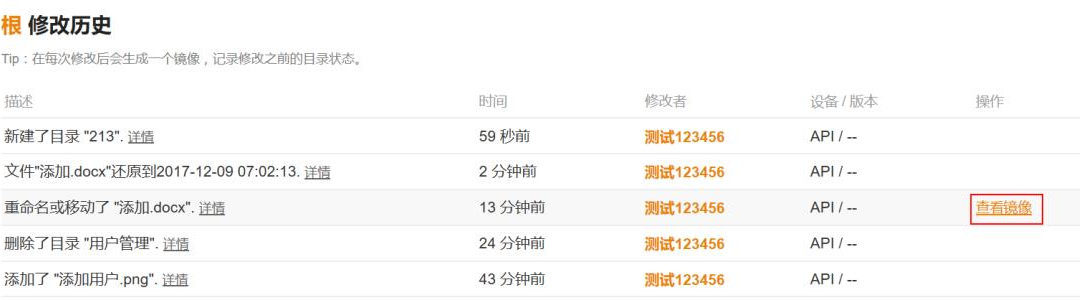 根 修改历史
Tip：在每次修改后会生成一个镜像，记录修改之前的目录状态。
描述 时间 修改者 设备 / 版本 操作
新建了目录 "213". 详情 59 秒前 测试123456 API / --
文件"添加.docx"还原到2017-12-09 07:02:13. 详情 2 分钟前 测试123456 API / --
重命名或移动了 "添加.docx". 详情 13 分钟前 测试123456 API / -- 查看镜像
删除了目录 "用户管理". 详情 24 分钟前 测试123456 API / --
添加了 "添加用户.png". 详情 43 分钟前 测试123456 API / --